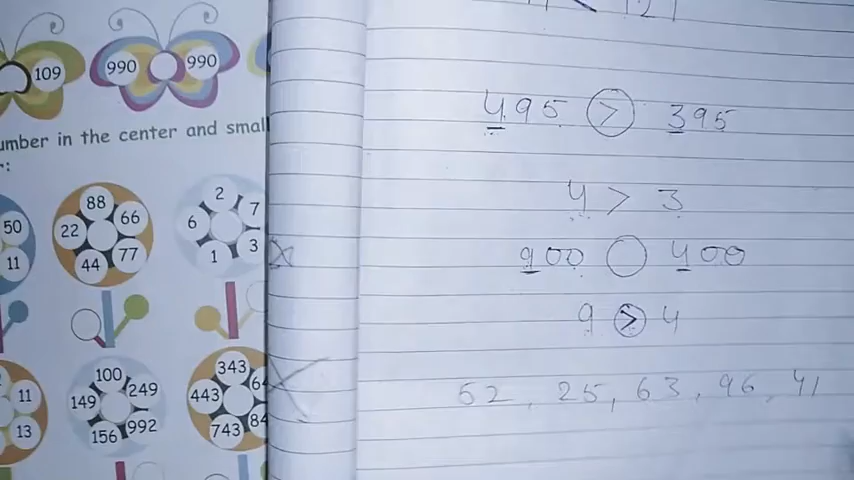 109 990 990
umber in the center and smal
r:
50 11
88 66 77 44 22
2 7 3 1 6
11 13
100 249 992 156 149
343 743 443
495 > 395
4 > 3
900 400
9 > 4
52, 25, 63, 96, 41